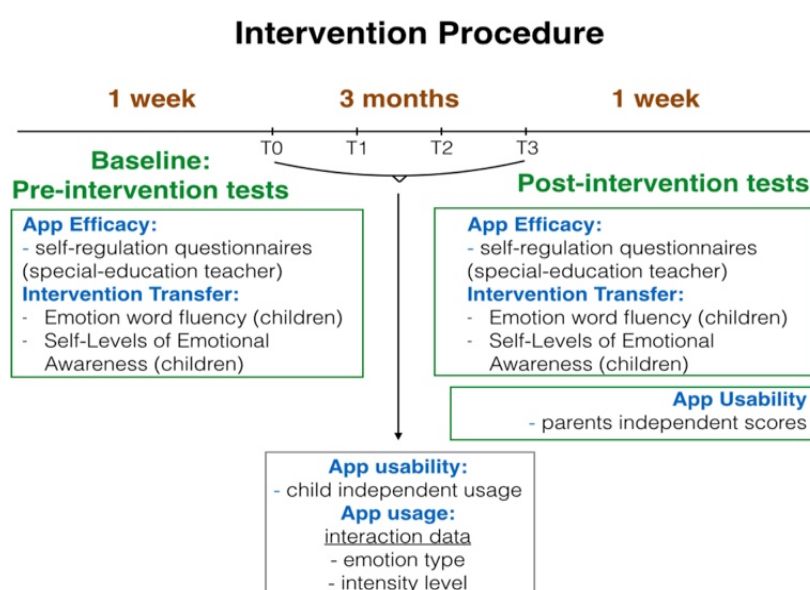 Intervention Procedure
1 week
3 months
1 week
T0
T1
T2
T3
Baseline:
Pre-intervention tests
App Efficacy:
- self-regulation questionnaires
(special-education teacher)
Intervention Transfer:
- Emotion word fluency (children)
- Self-Levels of Emotional
Awareness (children)
Post-intervention tests
App Efficacy:
- self-regulation questionnaires
(special-education teacher)
Intervention Transfer:
- Emotion word fluency (children)
- Self-Levels of Emotional
Awareness (children)
App Usability
- parents independent scores
App usability:
- child independent usage
App usage:
interaction data
- emotion type
- intensity level